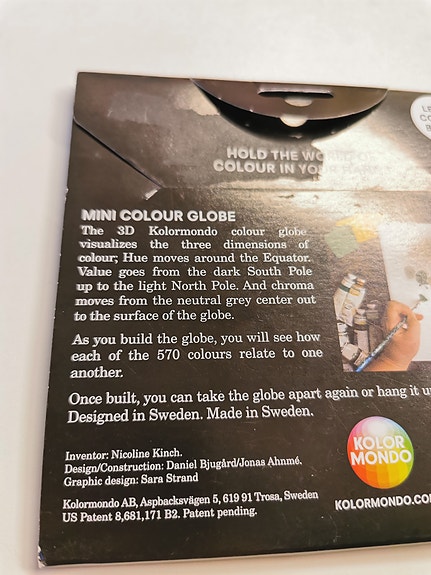 HOLD THE
COLOUR IN
MINI COLOUR GLOBE
The 3D Kolormondo colour globe
visualizes the three dimensions of
colour; Hue moves around the Equator.
Value goes from the dark South Pole
up to the light North Pole. And chroma
moves from the neutral grey center out
to the surface of the globe.
As you build the globe, you will see how
each of the 570 colours relate to one
another.
Once built, you can take the globe apart again or hang it
Designed in Sweden. Made in Sweden.
Inventor: Nicoline Kinch.
Design/Construction: Daniel Bjugård/Jonas Ahnmé.
Graphic design: Sara Strand
Kolormondo AB, Aspbacksvägen 5, 619 91 Trosa, Sweden
US Patent 8,681,171 B2. Patent pending.
KOLOR
MONDO
KOLORMONDO.CO